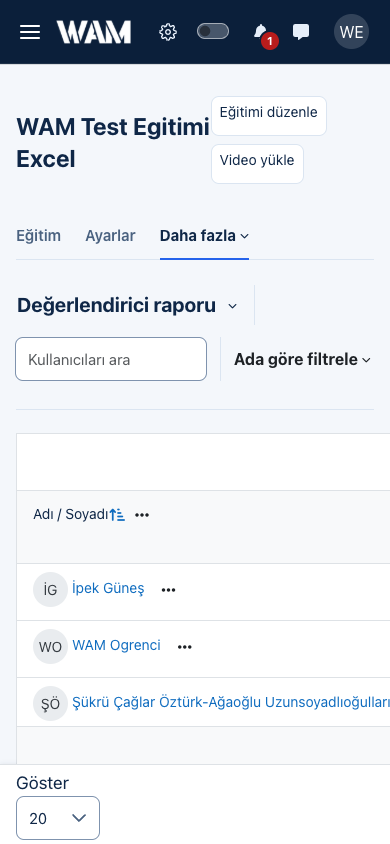 WAM
1
WE
WAM Test Egitimi
Excel
Eğitimi düzenle
Video yükle
Eğitim
Ayarlar
Daha fazla
Değerlendirici raporu
Kullanıcıları ara
Ada göre filtrele
Adı / Soyadı
İG İpek Güneş
WO WAM Ogrenci
ŞÖ Şükrü Çağlar Öztürk-Ağaoğlu Uzunsoyadlıoğulları
Göster
20